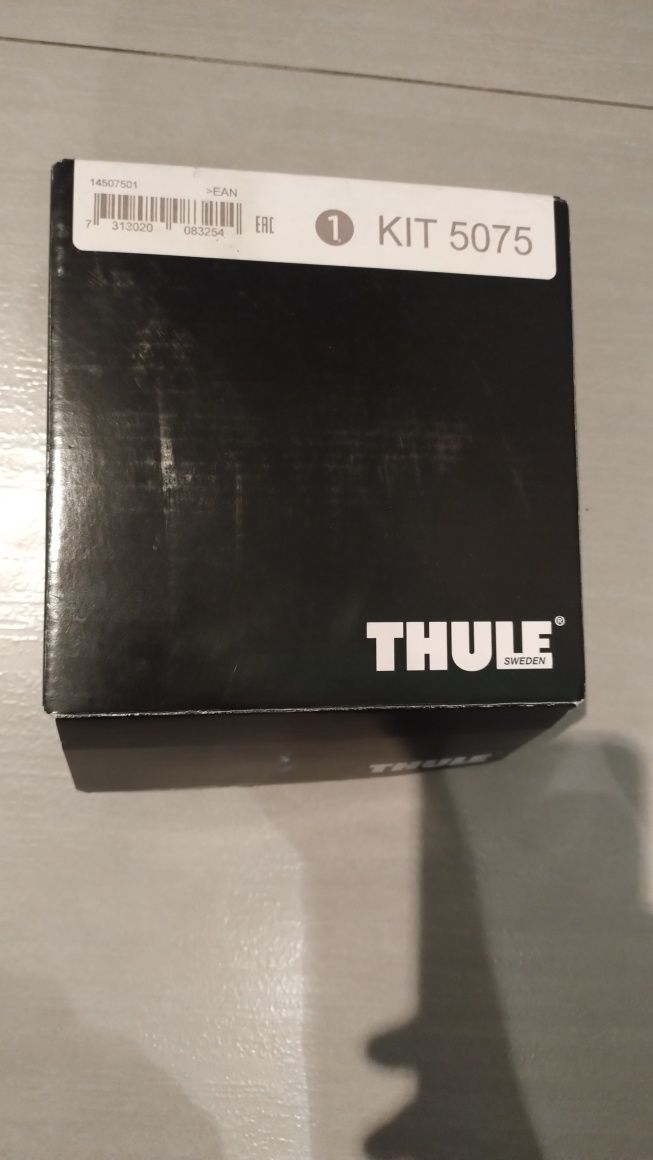 14507501 >EAN
7 313020 083254 EAC 1 KIT 5075
THULE®
SWEDEN
THULE